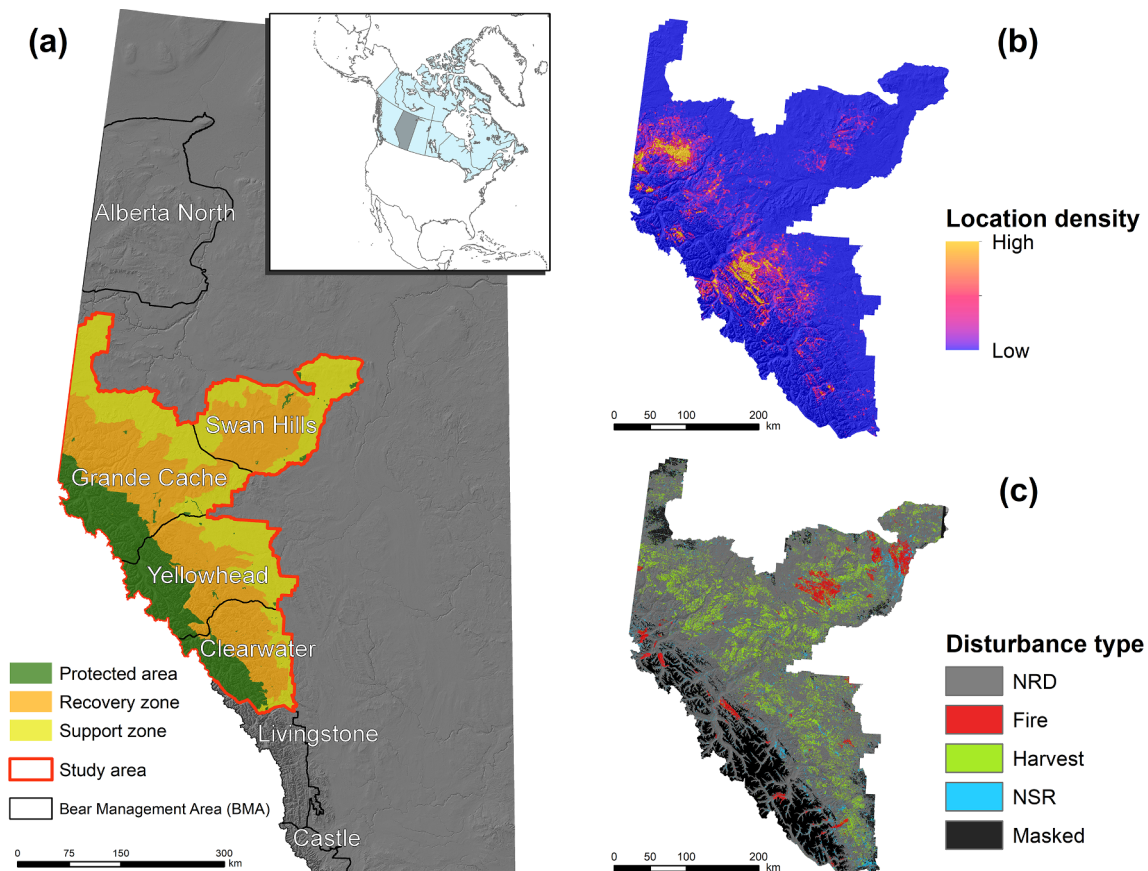 (a)
Alberta North
Swan Hills
Grande Cache
Yellowhead
Clearwater
Livingstone
Castle
Protected area
Recovery zone
Support zone
Study area
Bear Management Area (BMA)
0 75 150 300
km
(b)
Location density
High
Low
0 50 100 200
km
(c)
Disturbance type
NRD
Fire
Harvest
NSR
Masked
0 50 100 200
km